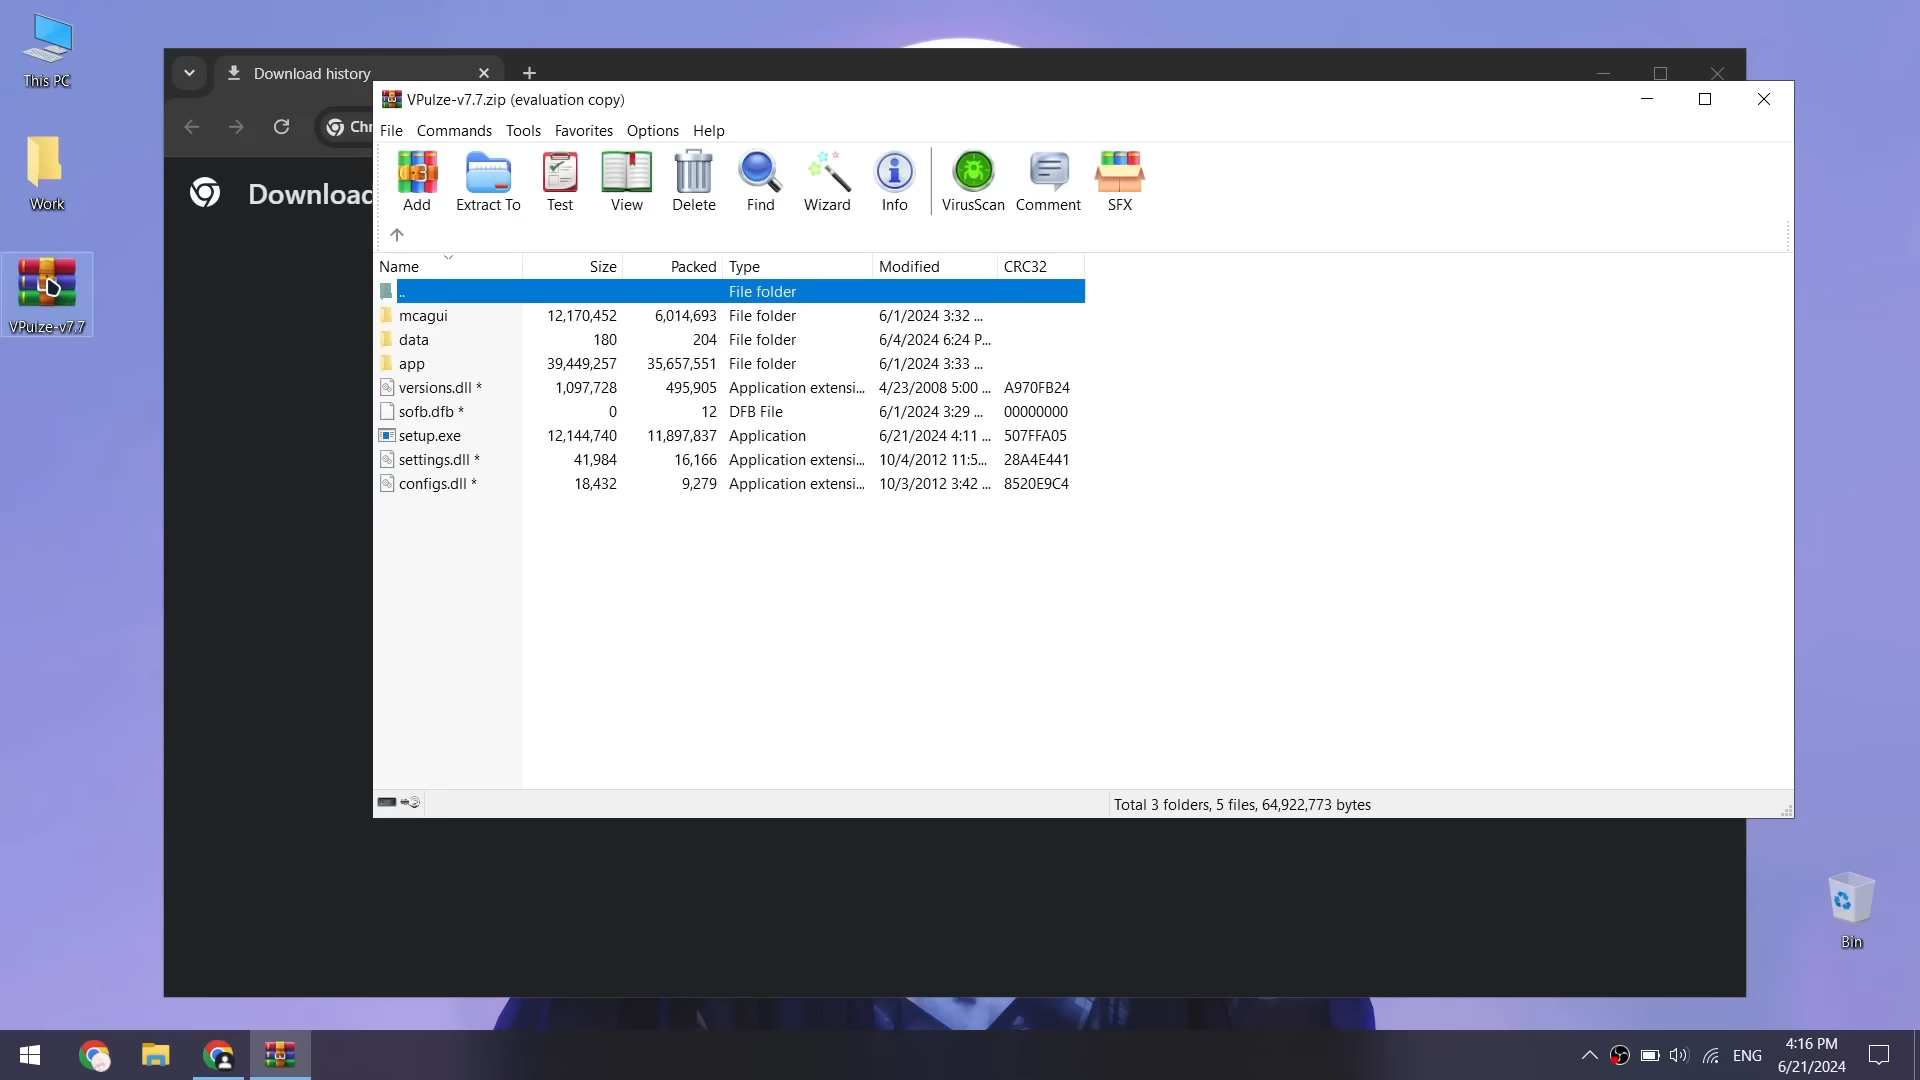 This PC
Work
VPulze-v7.7
Download history
Chr
Download
VPulze-v7.7.zip (evaluation copy)
File Commands Tools Favorites Options Help
Add Extract To Test View Delete Find Wizard Info VirusScan Comment SFX
Name Size Packed Type Modified CRC32
.. File folder
mcagui 12,170,452 6,014,693 File folder 6/1/2024 3:32 ...
data 180 204 File folder 6/4/2024 6:24 P...
app 39,449,257 35,657,551 File folder 6/1/2024 3:33 ...
versions.dll * 1,097,728 495,905 Application extensi... 4/23/2008 5:00 ... A970FB24
sofb.dfb * 0 12 DFB File 6/1/2024 3:29 ... 00000000
setup.exe 12,144,740 11,897,837 Application 6/21/2024 4:11 ... 507FFA05
settings.dll * 41,984 16,166 Application extensi... 10/4/2012 11:5... 28A4E441
configs.dll * 18,432 9,279 Application extensi... 10/3/2012 3:42 ... 8520E9C4
Total 3 folders, 5 files, 64,922,773 bytes
Bin
ENG
4:16 PM
6/21/2024